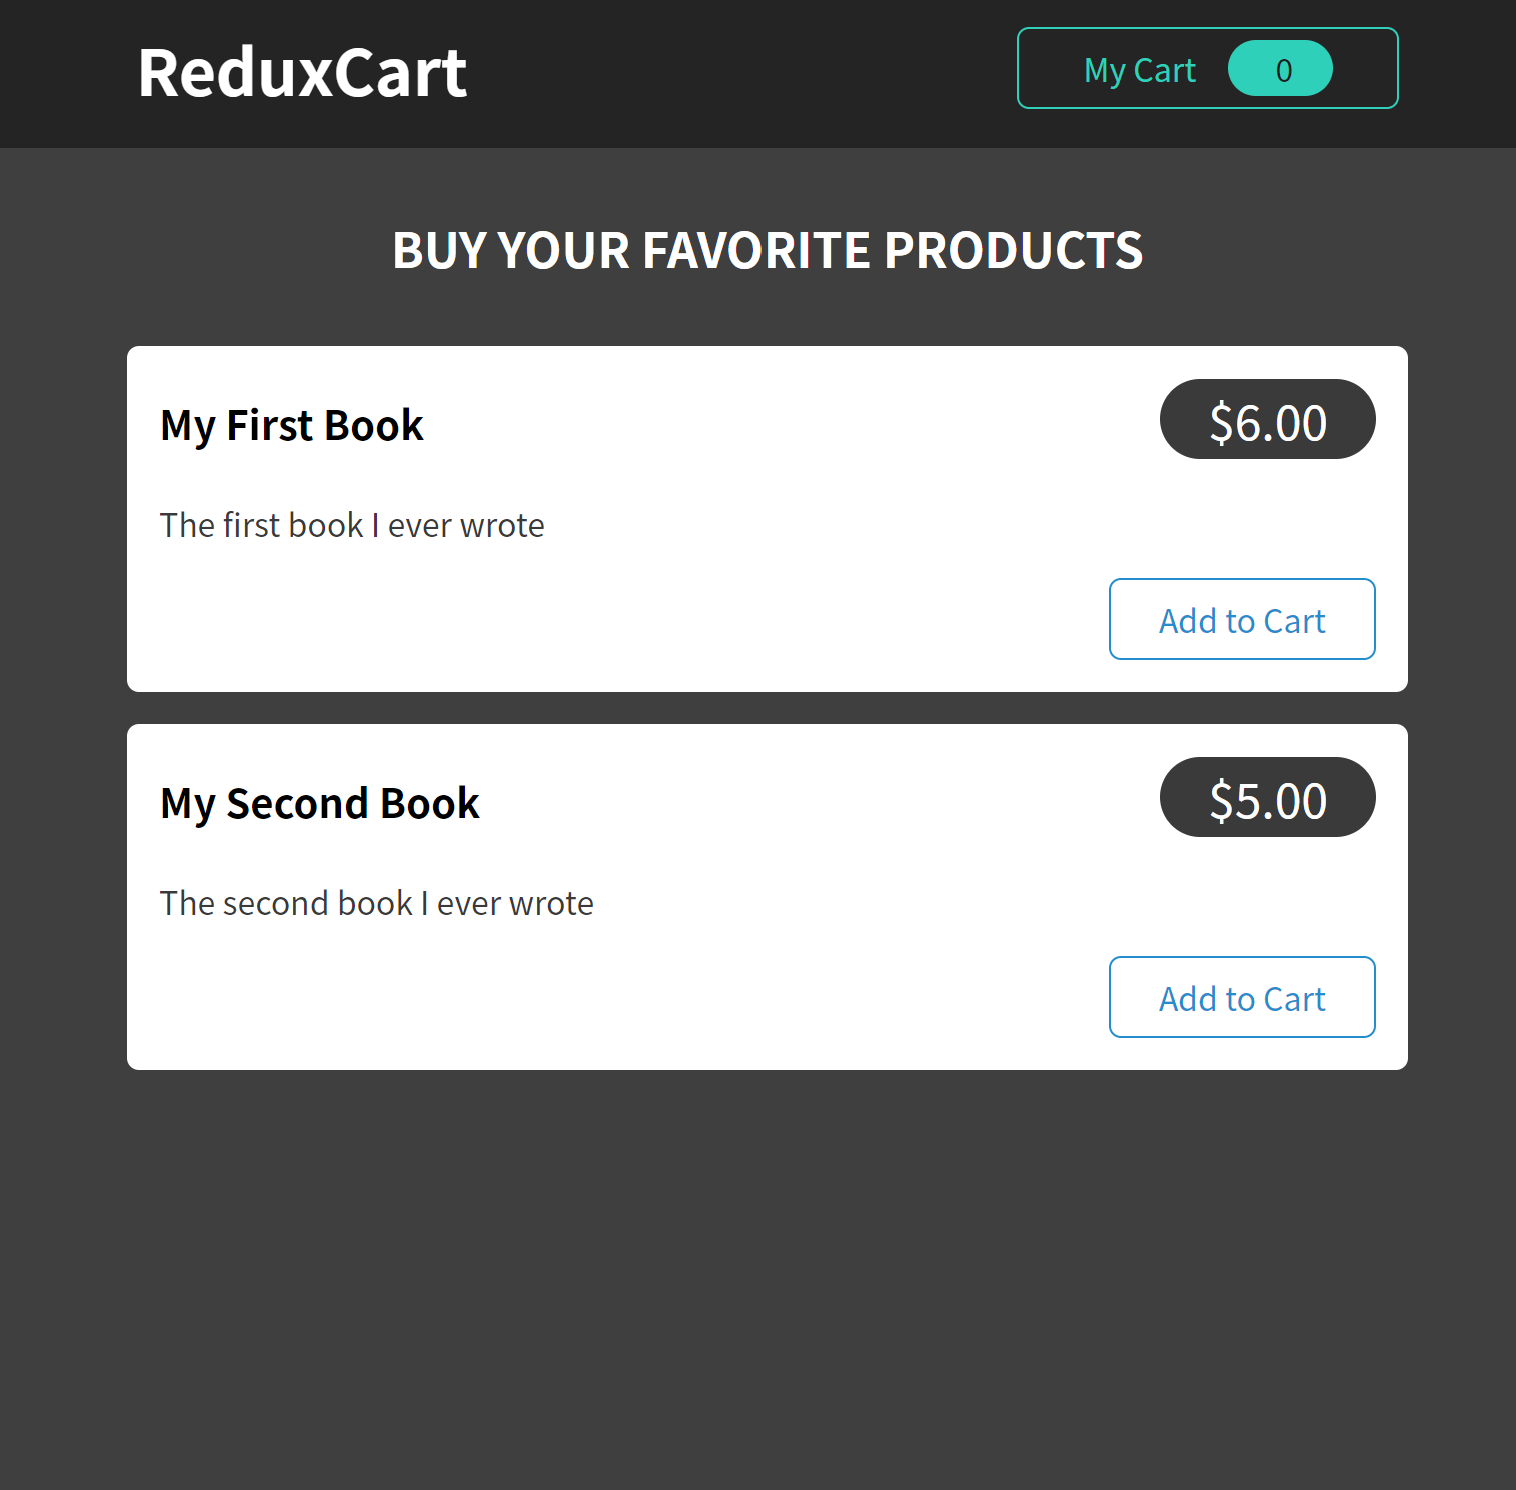 ReduxCart
My Cart 0
BUY YOUR FAVORITE PRODUCTS
My First Book
$6.00
The first book I ever wrote
Add to Cart
My Second Book
$5.00
The second book I ever wrote
Add to Cart